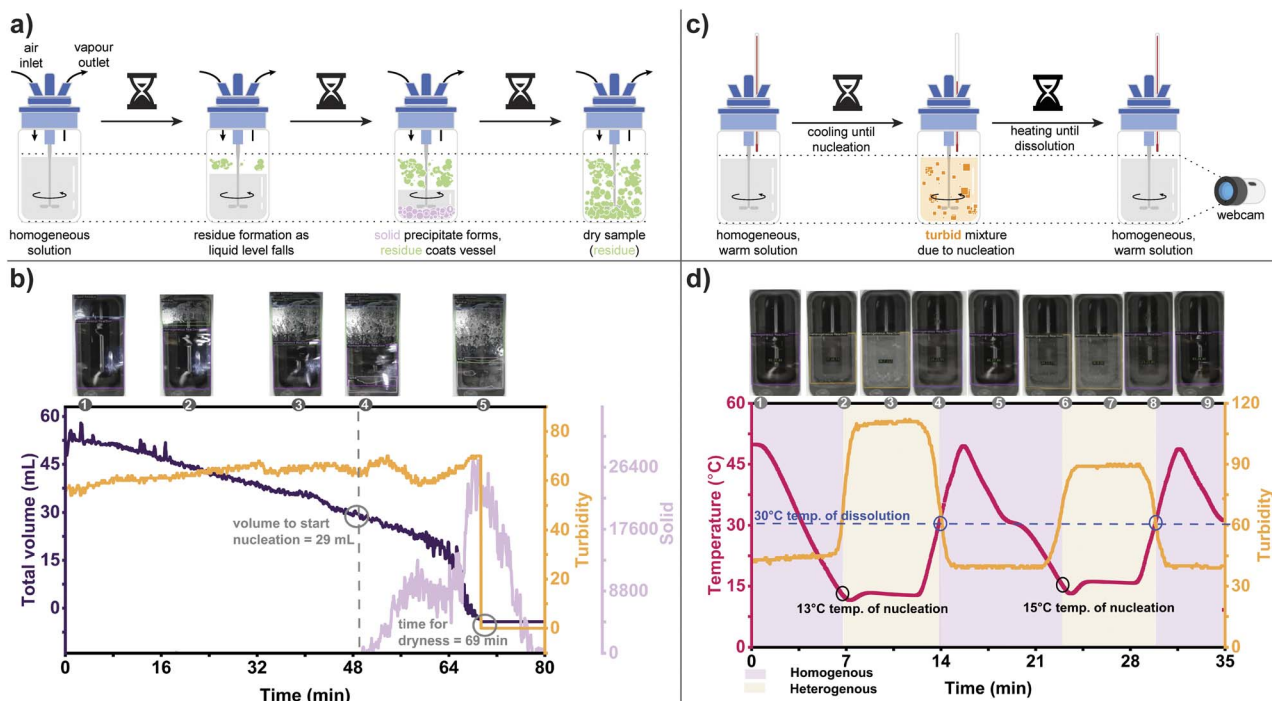 a)
air
inlet
vapour
outlet
homogeneous
solution
residue formation as
liquid level falls
solid precipitate forms,
residue coats vessel
dry sample
(residue)
c)
cooling until
nucleation
heating until
dissolution
homogeneous,
warm solution
turbid mixture
due to nucleation
homogeneous,
warm solution
webcam
b)
1
2
3
4
5
Total volume (mL)
60
45
30
15
0
volume to start
nucleation = 29 mL
time for
dryness = 69 min
80
60
40
20
0
Turbidity
26400
17600
8800
0
Solid
0 16 32 48 64 80
Time (min)
d)
1 2 3 4 5 6 7 8 9
Temperature (°C)
60
45
30
15
0
30°C temp. of dissolution
13°C temp. of nucleation
15°C temp. of nucleation
120
90
60
30
0
Turbidity
0 7 14 21 28 35
Homogenous
Heterogenous
Time (min)